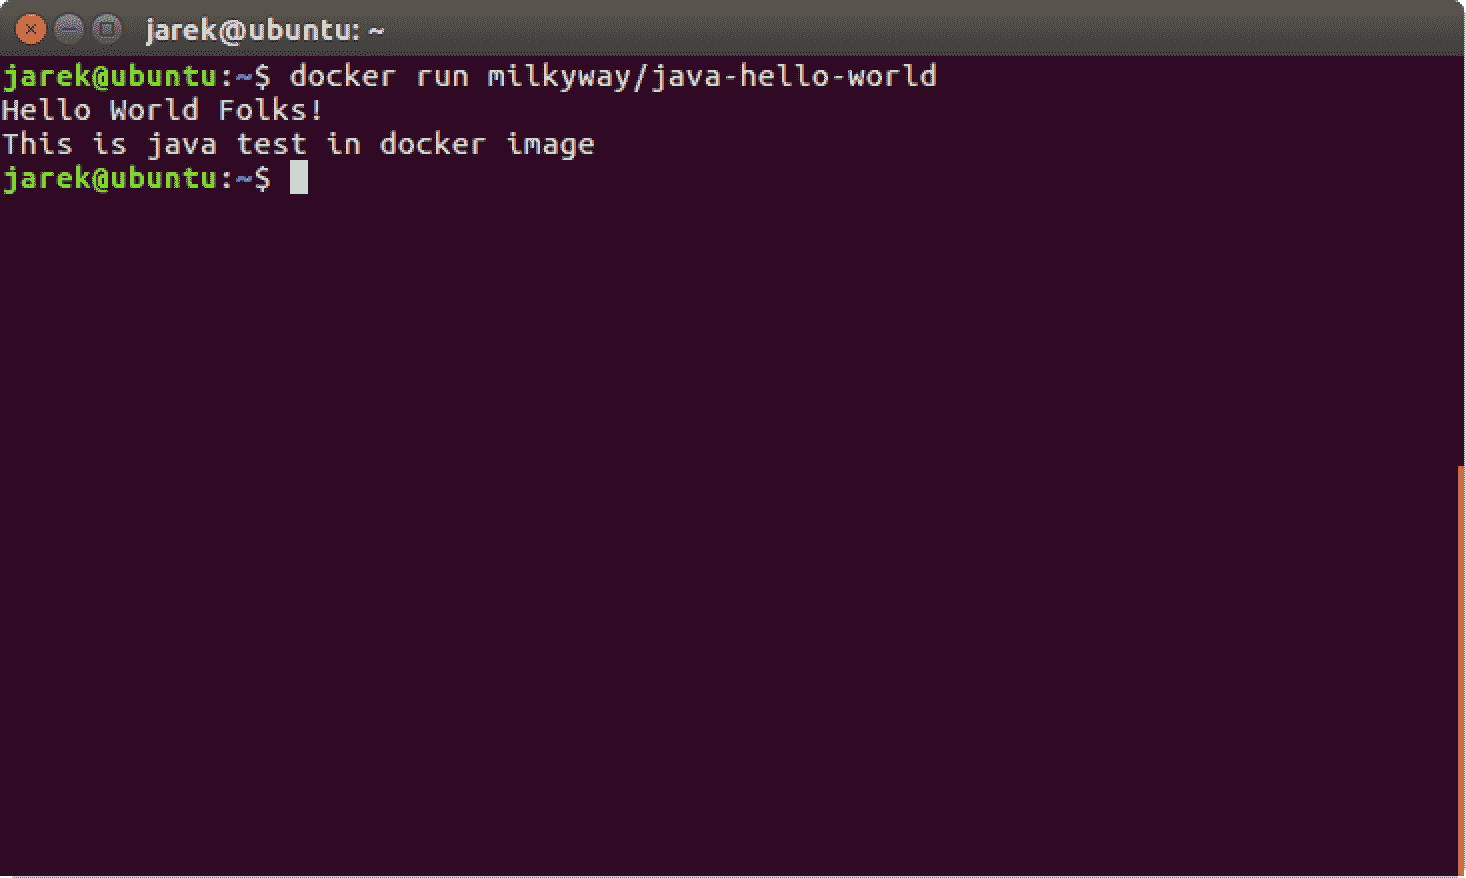 jarek@ubuntu: ~
jarek@ubuntu:~$ docker run milkyway/java-hello-world
Hello World Folks!
This is java test in docker image
jarek@ubuntu:~$